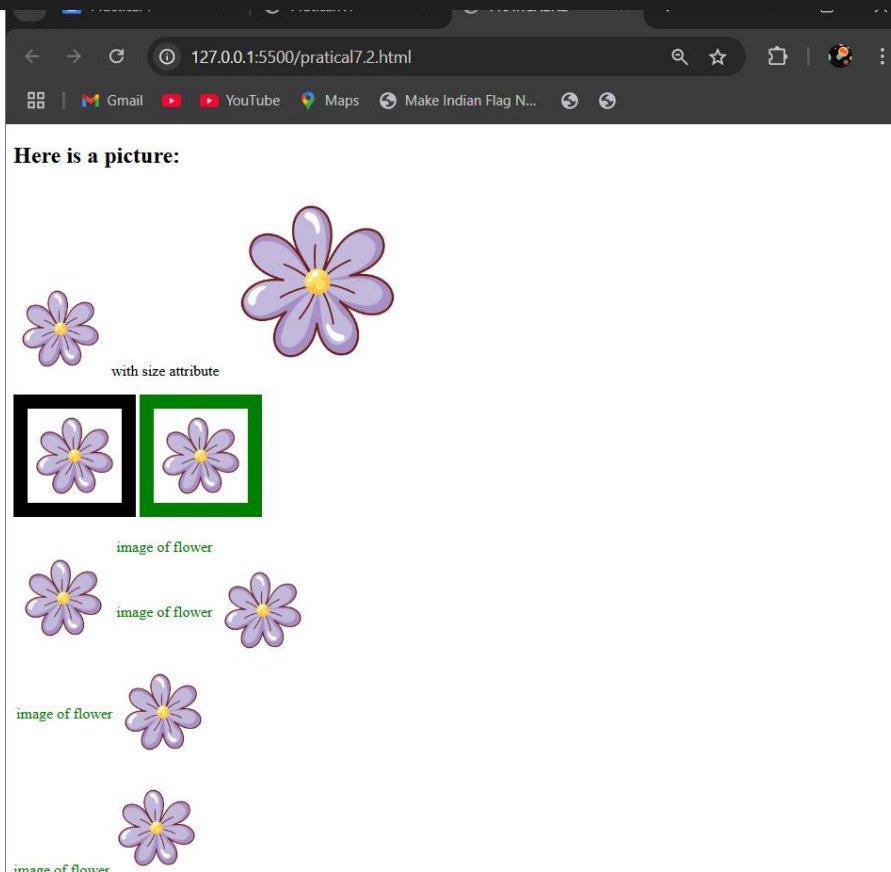 127.0.0.1:5500/pratical7.2.html
Gmail YouTube Maps Make Indian Flag N...
Here is a picture:
with size attribute
image of flower
image of flower
image of flower
image of flower